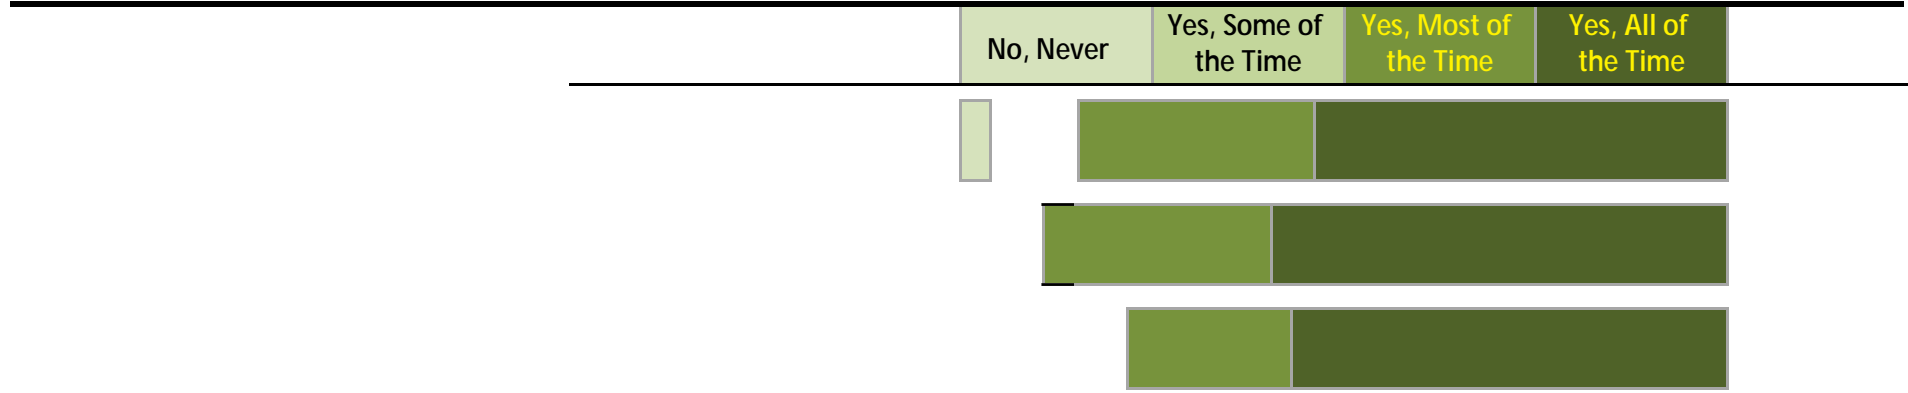 No, Never
Yes, Some of
the Time
Yes, Most of
the Time
Yes, All of
the Time